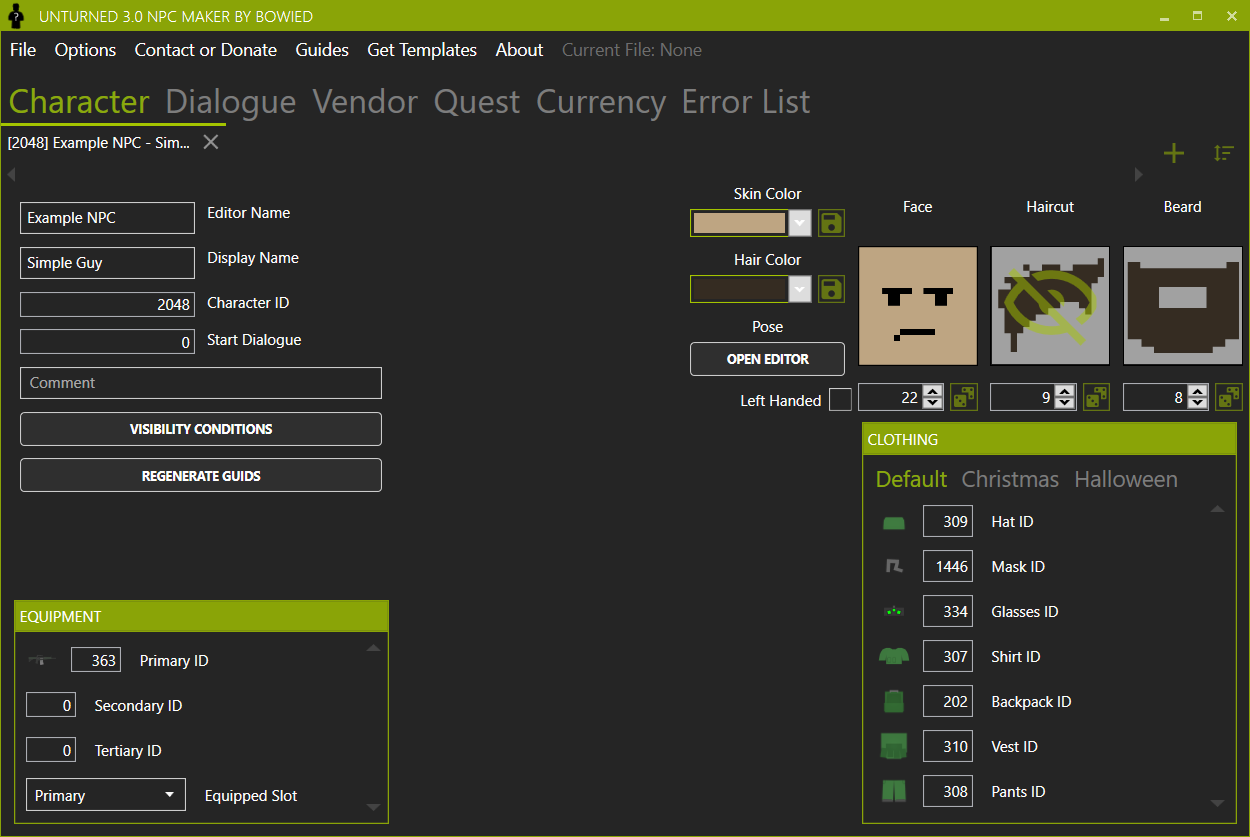 UNTURNED 3.0 NPC MAKER BY BOWIED
File Options Contact or Donate Guides Get Templates About Current File: None
Character Dialogue Vendor Quest Currency Error List
[2048] Example NPC - Sim...
Example NPC Editor Name
Simple Guy Display Name
2048 Character ID
0 Start Dialogue
Comment
VISIBILITY CONDITIONS
REGENERATE GUIDS
Skin Color
Hair Color
Pose
OPEN EDITOR
Left Handed
Face Haircut Beard
22 9 8
EQUIPMENT
363 Primary ID
0 Secondary ID
0 Tertiary ID
Primary Equipped Slot
CLOTHING
Default Christmas Halloween
309 Hat ID
1446 Mask ID
334 Glasses ID
307 Shirt ID
202 Backpack ID
310 Vest ID
308 Pants ID